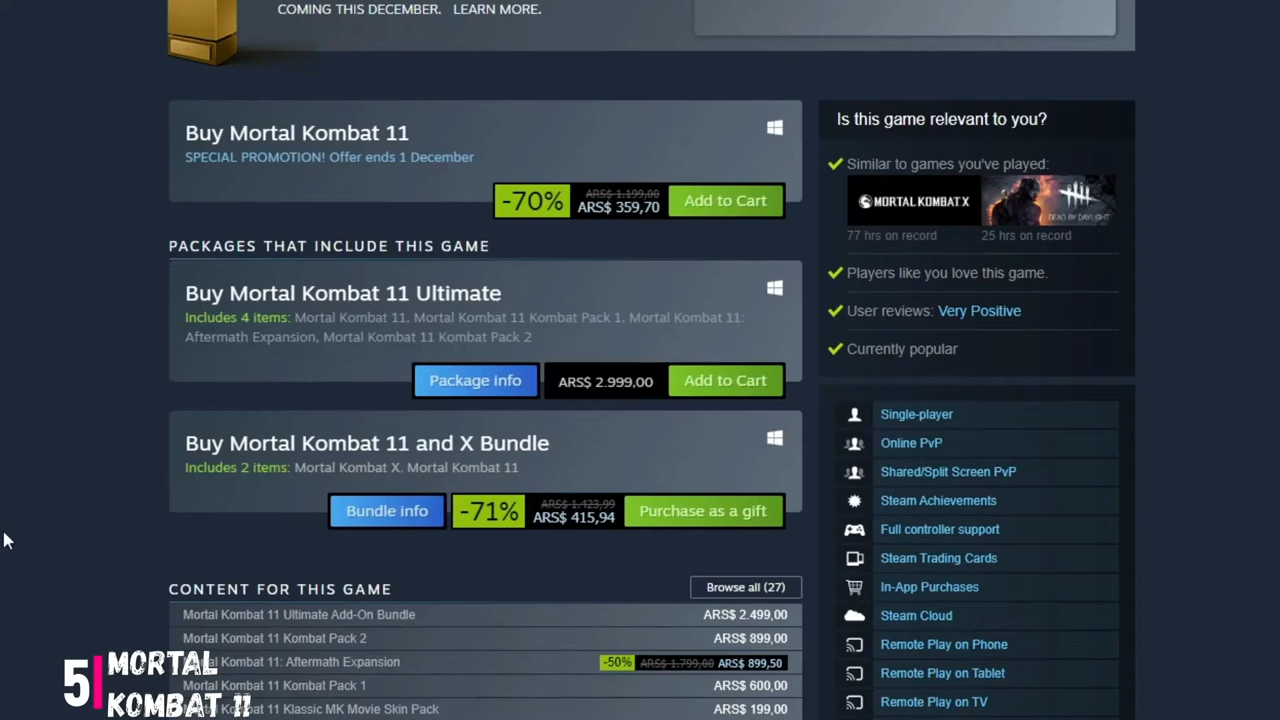 COMING THIS DECEMBER. LEARN MORE.
Buy Mortal Kombat 11
SPECIAL PROMOTION! Offer ends 1 December
-70%
ARS$ 1.199,00
ARS$ 359,70
Add to Cart
PACKAGES THAT INCLUDE THIS GAME
Buy Mortal Kombat 11 Ultimate
Includes 4 items: Mortal Kombat 11, Mortal Kombat 11 Kombat Pack 1, Mortal Kombat 11:
Aftermath Expansion, Mortal Kombat 11 Kombat Pack 2
Package info
ARS$ 2.999,00
Add to Cart
Buy Mortal Kombat 11 and X Bundle
Includes 2 items: Mortal Kombat X, Mortal Kombat 11
Bundle info
-71%
ARS$ 1.423,99
ARS$ 415,94
Purchase as a gift
CONTENT FOR THIS GAME
Browse all (27)
Mortal Kombat 11 Ultimate Add-On Bundle ARS$ 2.499,00
Mortal Kombat 11 Kombat Pack 2 ARS$ 899,00
Kombat 11: Aftermath Expansion -50% ARS$ 1.799,00 ARS$ 899,50
Kombat 11 Kombat Pack 1 ARS$ 600,00
Kombat 11 Klassic MK Movie Skin Pack ARS$ 199,00
Is this game relevant to you?
Similar to games you've played:
MORTAL KOMBAT X
DEAD BY DAYLIGHT
77 hrs on record
25 hrs on record
Players like you love this game.
User reviews: Very Positive
Currently popular
Single-player
Online PvP
Shared/Split Screen PvP
Steam Achievements
Full controller support
Steam Trading Cards
In-App Purchases
Steam Cloud
Remote Play on Phone
Remote Play on Tablet
Remote Play on TV
5
MORTAL
KOMBAT 11